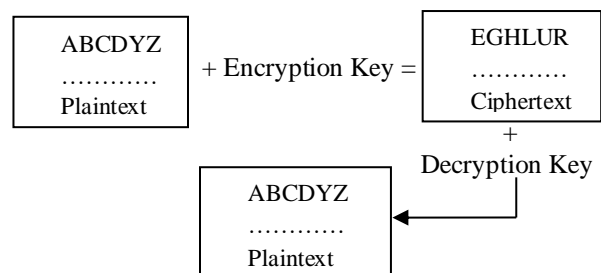 ABCDYZ
…………
Plaintext
+ Encryption Key =
EGHLUR
…………
Ciphertext
+
Decryption Key
ABCDYZ
…………
Plaintext